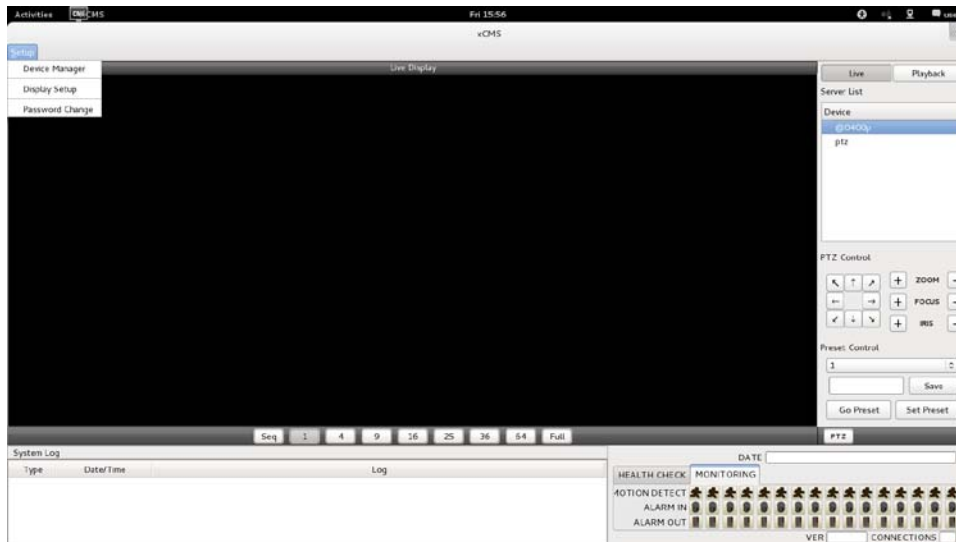 Activities CMS CMS Fri 15:56
xCMS
Setup
Device Manager
Display Setup
Password Change
Live Display
Live Playback
Server List
Device
ptz
PTZ Control
+ ZOOM -
+ FOCUS -
+ IRIS -
Preset Control
1
Save
Go Preset Set Preset
Seq 1 4 9 16 25 36 64 Full
PTZ
System Log
Type Date/Time Log
DATE
HEALTH CHECK MONITORING
MOTION DETECT
ALARM IN
ALARM OUT
VER CONNECTIONS